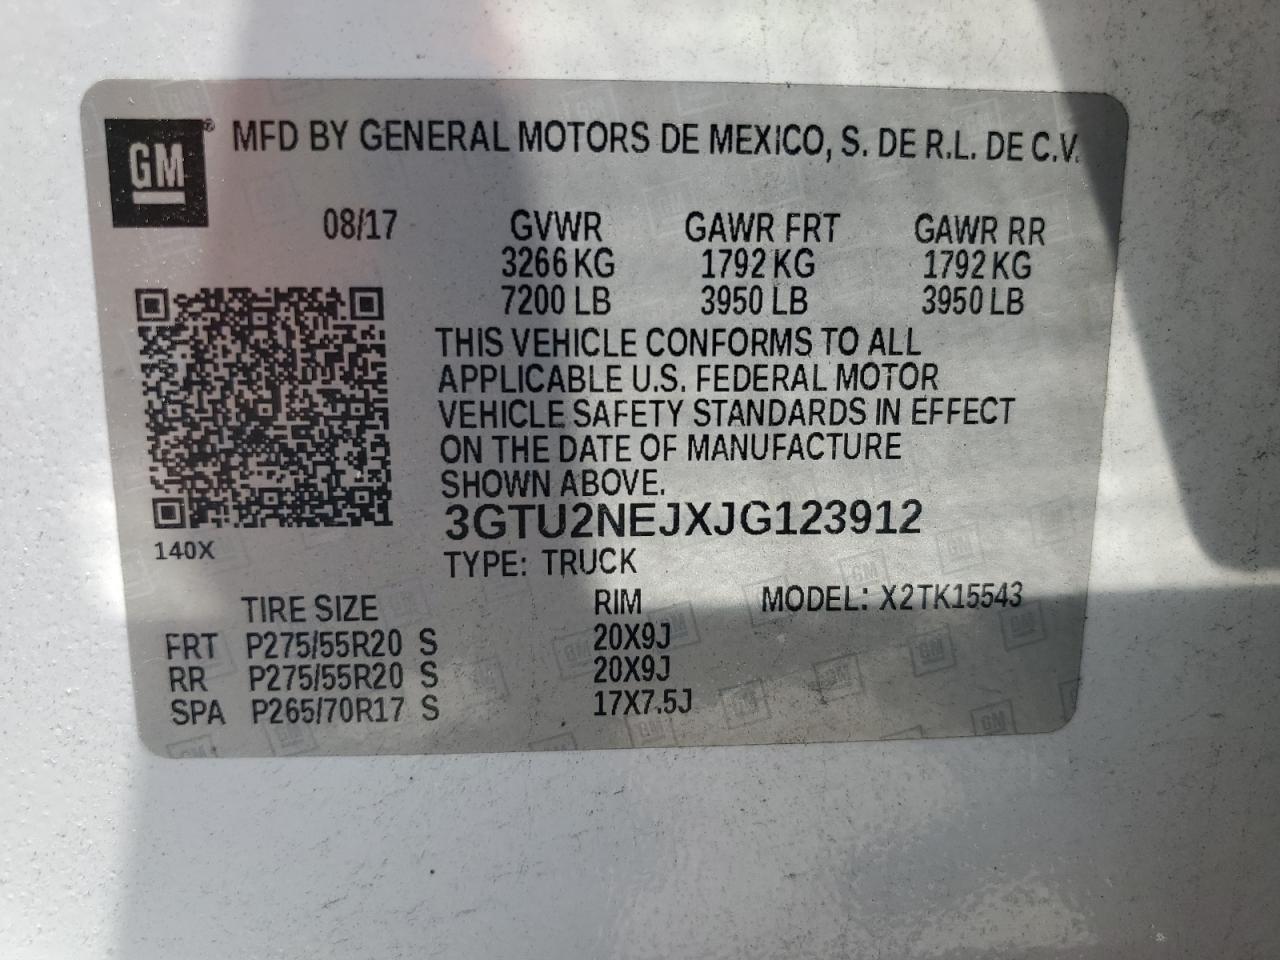 GM® MFD BY GENERAL MOTORS DE MEXICO, S. DE R.L. DE C.V.
08/17 GVWR GAWR FRT GAWR RR
3266 KG 1792 KG 1792 KG
7200 LB 3950 LB 3950 LB
THIS VEHICLE CONFORMS TO ALL
APPLICABLE U.S. FEDERAL MOTOR
VEHICLE SAFETY STANDARDS IN EFFECT
ON THE DATE OF MANUFACTURE
SHOWN ABOVE.
3GTU2NEJXJG123912
140X
TYPE: TRUCK
TIRE SIZE RIM MODEL: X2TK15543
FRT P275/55R20 S 20X9J
RR P275/55R20 S 20X9J
SPA P265/70R17 S 17X7.5J